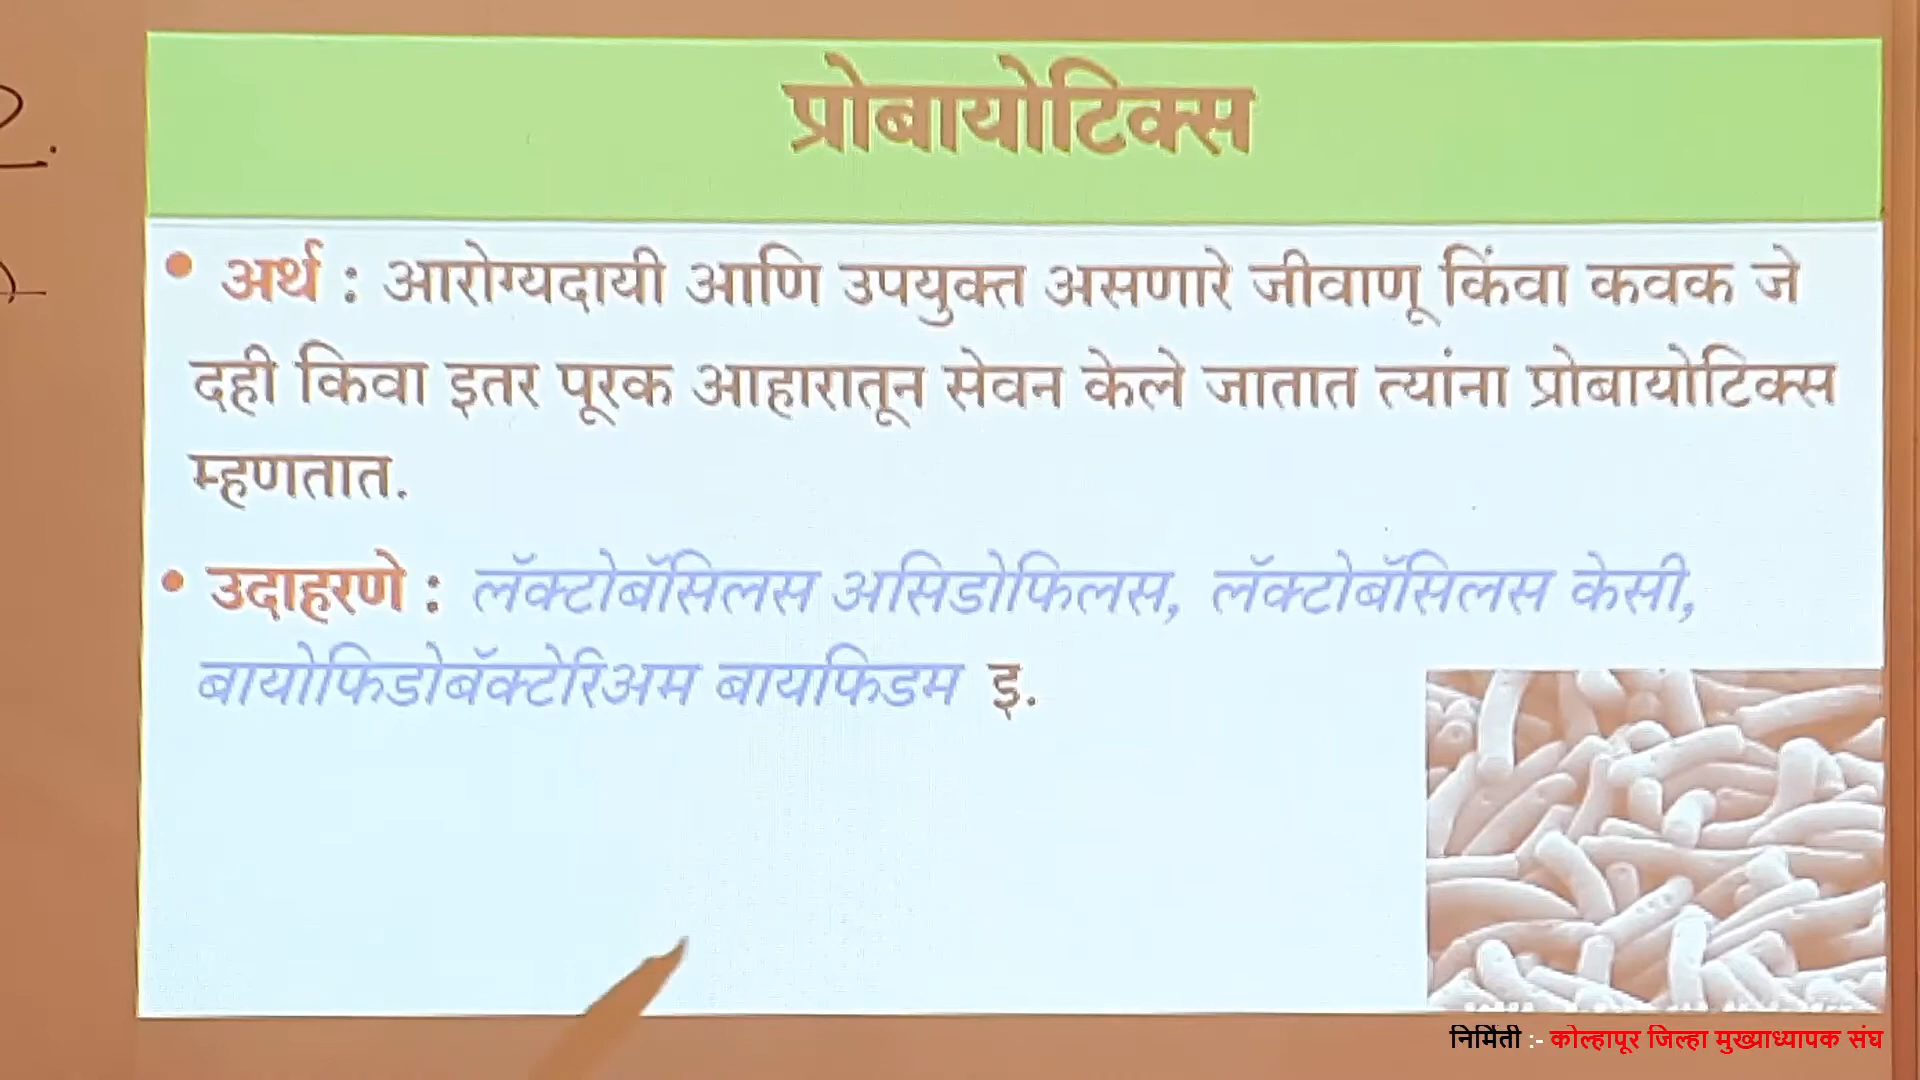 प्रोबायोटिक्स
• अर्थ : आरोग्यदायी आणि उपयुक्त असणारे जीवाणू किंवा कवक जे
दही किवा इतर पूरक आहारातून सेवन केले जातात त्यांना प्रोबायोटिक्स
म्हणतात.
• उदाहरणे : लॅक्टोबॅसिलस असिडोफिलस, लॅक्टोबॅसिलस केसी,
बायोफिडोबॅक्टेरिअम बायफिडम इ.
निर्मिती :- कोल्हापूर जिल्हा मुख्याध्यापक संघ